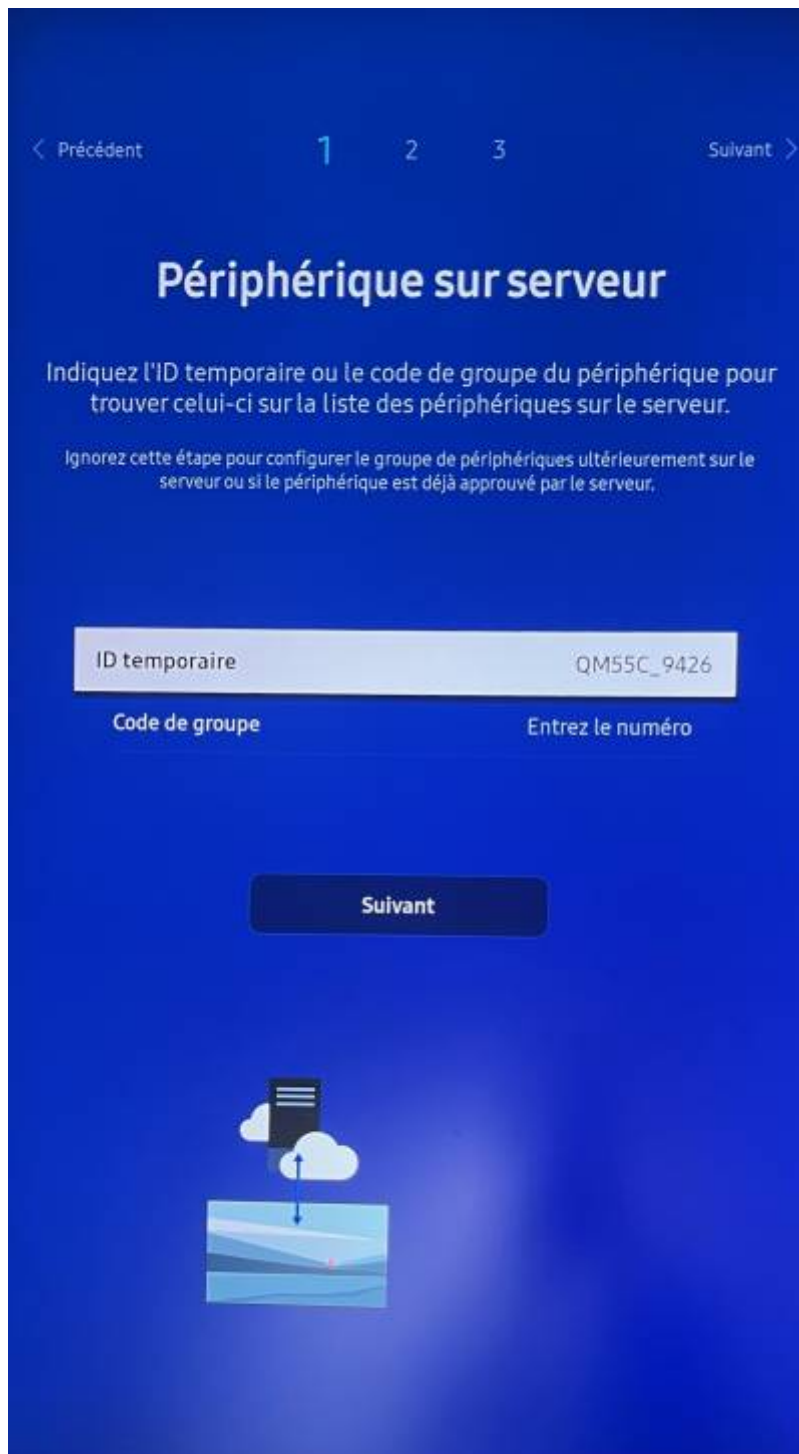 Précédent 1 2 3 Suivant
Périphérique sur serveur
Indiquez l'ID temporaire ou le code de groupe du périphérique pour
trouver celui-ci sur la liste des périphériques sur le serveur.
Ignorez cette étape pour configurer le groupe de périphériques ultérieurement sur le
serveur ou si le périphérique est déjà approuvé par le serveur.
ID temporaire QM55C_9426
Code de groupe Entrez le numéro
Suivant